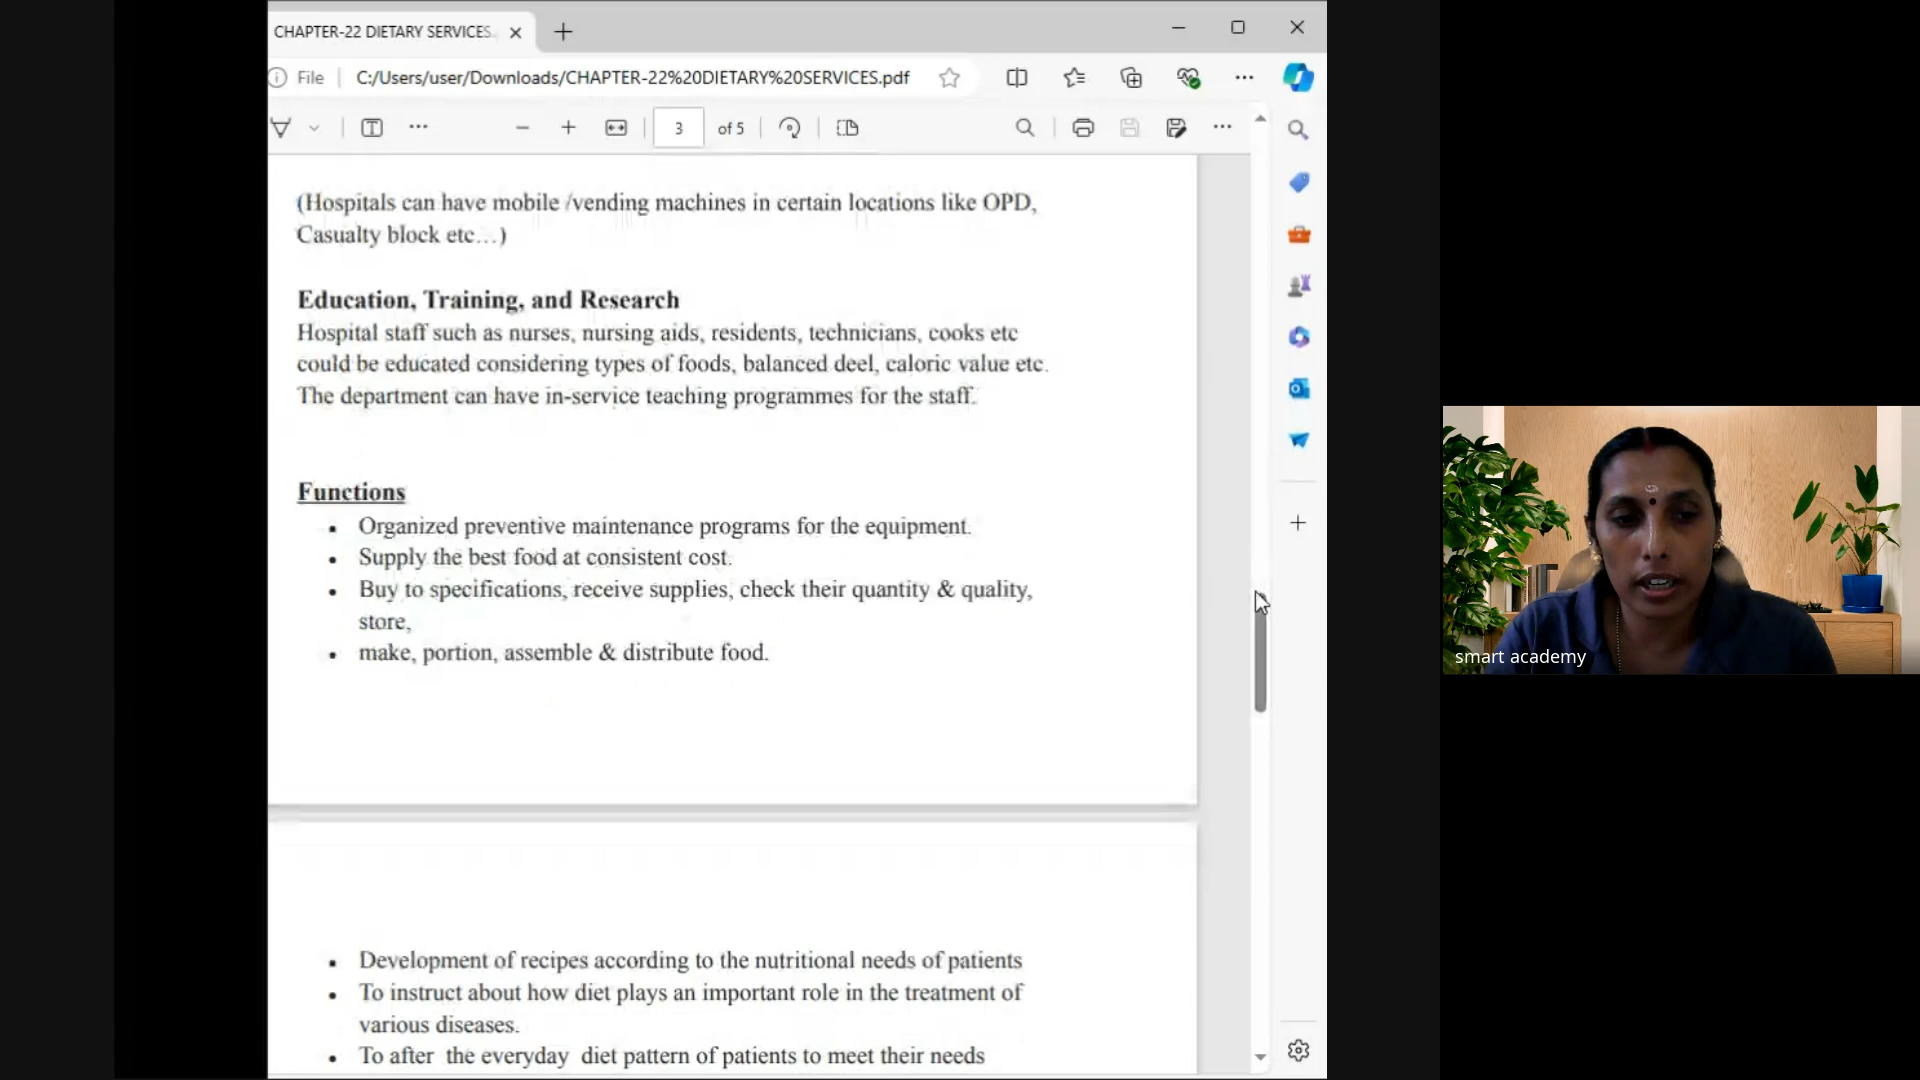 CHAPTER-22 DIETARY SERVICES.
File
C:/Users/user/Downloads/CHAPTER-22%20DIETARY%20SERVICES.pdf
3 of 5
(Hospitals can have mobile /vending machines in certain locations like OPD,
Casualty block etc…)
Education, Training, and Research
Hospital staff such as nurses, nursing aids, residents, technicians, cooks etc
could be educated considering types of foods, balanced deel, caloric value etc.
The department can have in-service teaching programmes for the staff.
Functions
• Organized preventive maintenance programs for the equipment.
• Supply the best food at consistent cost.
• Buy to specifications, receive supplies, check their quantity & quality,
store,
• make, portion, assemble & distribute food.
• Development of recipes according to the nutritional needs of patients
• To instruct about how diet plays an important role in the treatment of
various diseases.
• To after the everyday diet pattern of patients to meet their needs
smart academy